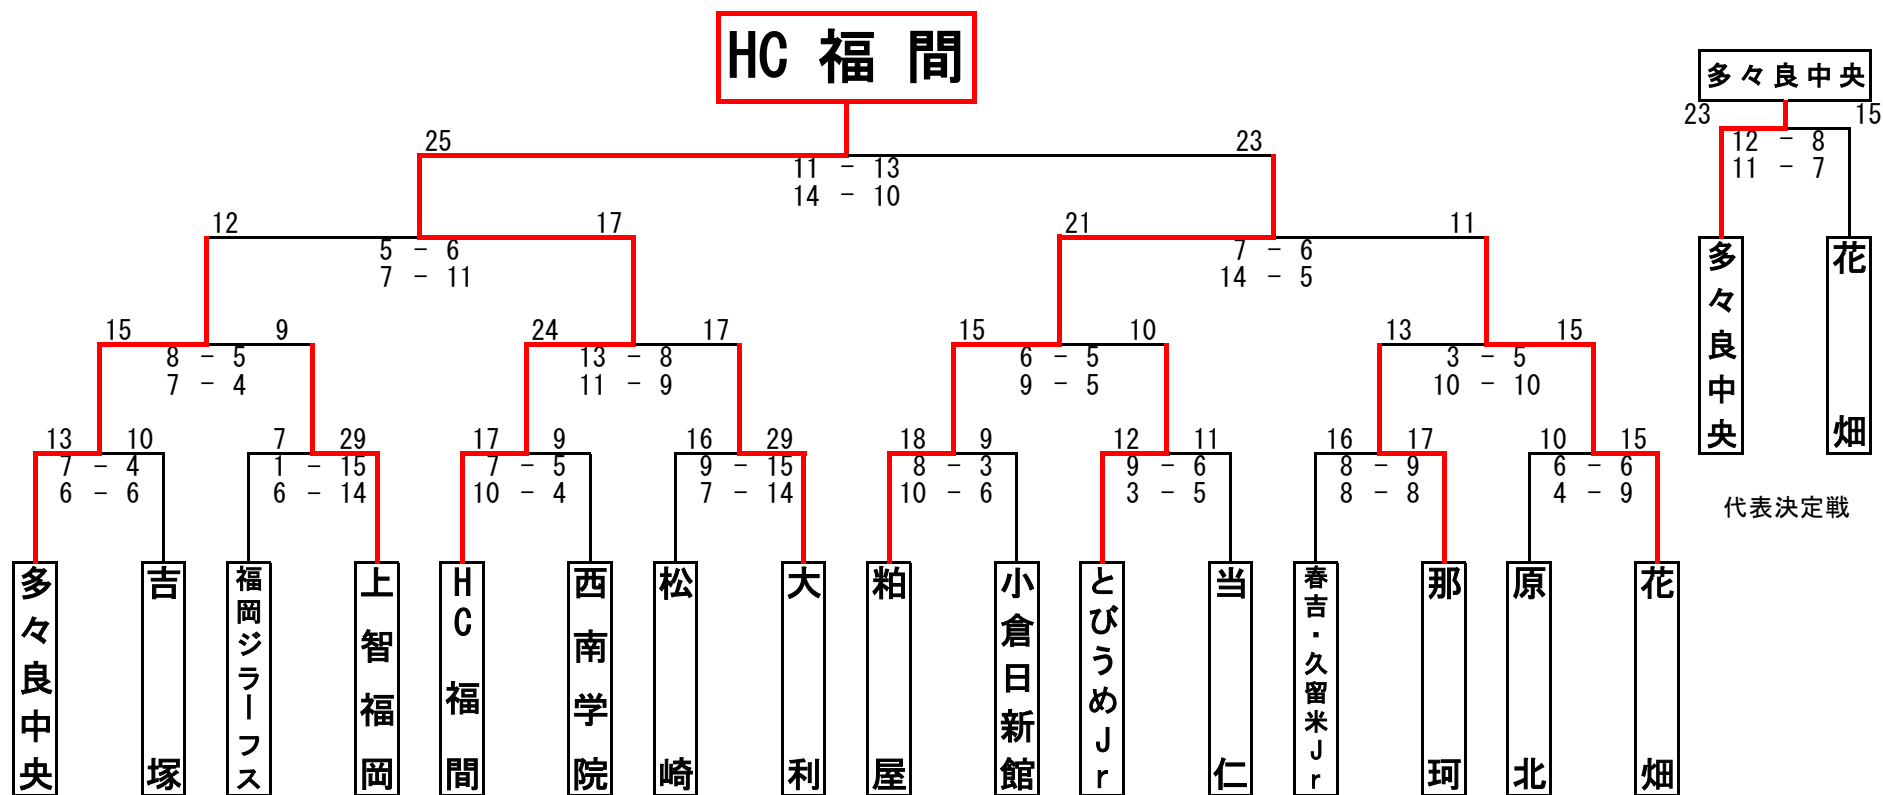 HC 福 間
多々良中央
23 15
12 - 8
11 - 7
多々良中央
花畑
代表決定戦
25 23
11 - 13
14 - 10
12 17
5 - 6
7 - 11
21 11
7 - 6
14 - 5
15 9
8 - 5
7 - 4
24 17
13 - 8
11 - 9
15 10
6 - 5
9 - 5
13 15
3 - 5
10 - 10
13 10
7 - 4
6 - 6
7 29
1 - 15
6 - 14
17 9
7 - 5
10 - 4
16 29
9 - 15
7 - 14
18 9
8 - 3
10 - 6
12 11
9 - 6
3 - 5
16 17
8 - 9
8 - 8
10 15
6 - 6
4 - 9
多々良中央
吉塚
福岡ジラーフス
上智福岡
HC福間
西南学院
松崎
大利
粕屋
小倉日新館
とびうめJr
当仁
春吉・久留米Jr
那珂
原北
花畑